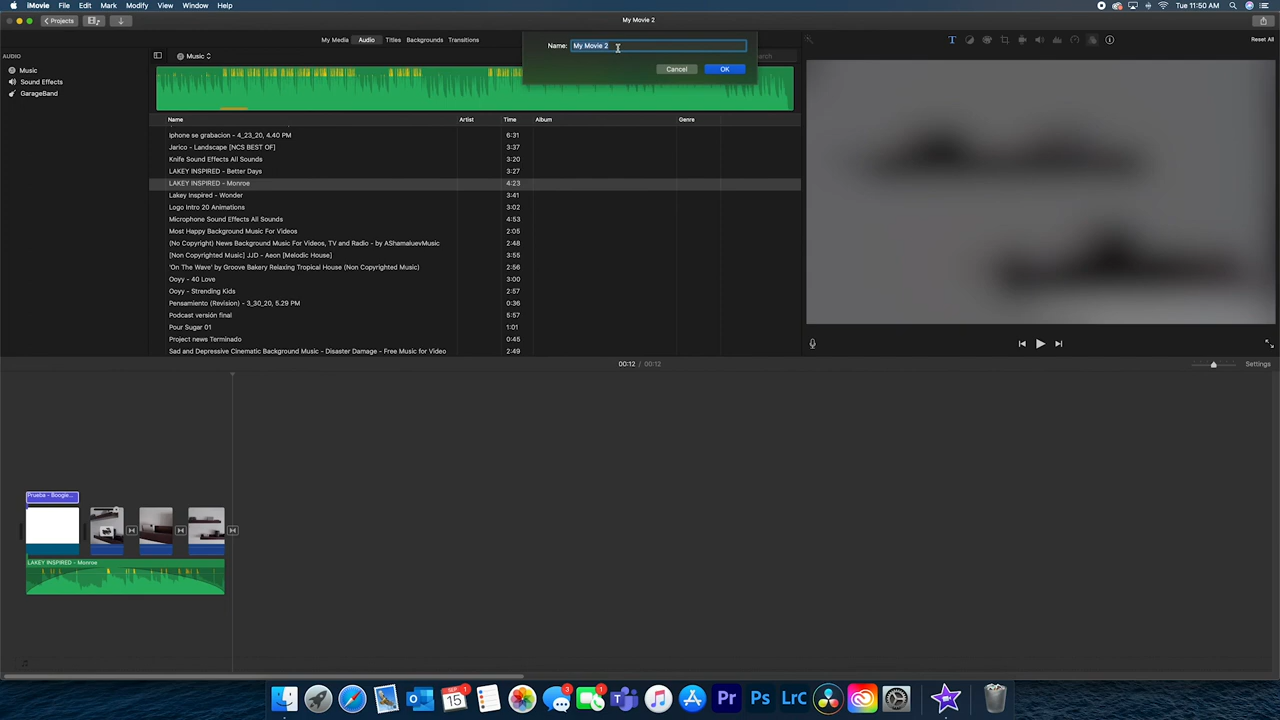 iMovie File Edit Mark Modify View Window Help
Tue 11:50 AM
Projects
My Movie 2
My Media Audio Titles Backgrounds Transitions
Name: My Movie 2
Cancel OK
Reset All
AUDIO
Music
Sound Effects
GarageBand
Music
Name Artist Time Album Genre
Iphone se grabacion - 4_23_20, 4.40 PM 6:31
Jarico - Landscape [NCS BEST OF] 3:37
Knife Sound Effects All Sounds 3:20
LAKEY INSPIRED - Better Days 3:27
LAKEY INSPIRED - Monroe 4:23
Lakey Inspired - Wonder 3:41
Logo Intro 20 Animations 3:02
Microphone Sound Effects All Sounds 4:53
Most Happy Background Music For Videos 2:05
(No Copyright) News Background Music For Videos, TV and Radio - by AShamaluevMusic 2:48
[Non Copyrighted Music] JJD - Aeon [Melodic House] 3:55
'On The Wave' by Groove Bakery Relaxing Tropical House (Non Copyrighted Music) 2:56
Ooyy - 40 Love 3:00
Ooyy - Strending Kids 2:57
Pensamiento (Revision) - 3_30_20, 5.29 PM 0:36
Podcast versión final 5:57
Pour Sugar 01 1:01
Project news Terminado 0:45
Sad and Depressive Cinematic Background Music - Disaster Damage - Free Music for Video 2:49
00:12 / 00:12
Settings
Prueba - Boogie...
LAKEY INSPIRED - Monroe
SEP 15
1
3
1
Pr Ps LrC